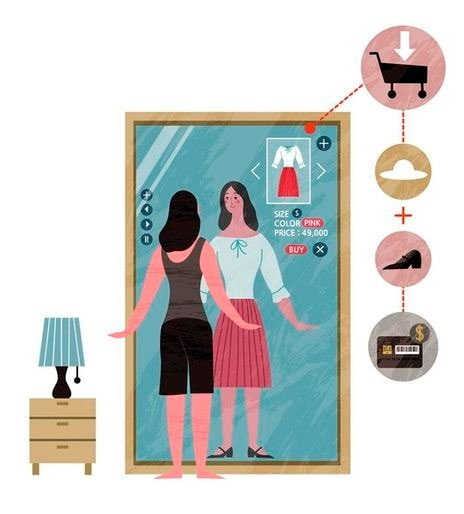 SIZE S
COLOR PINK
PRICE : 49,000
BUY
$